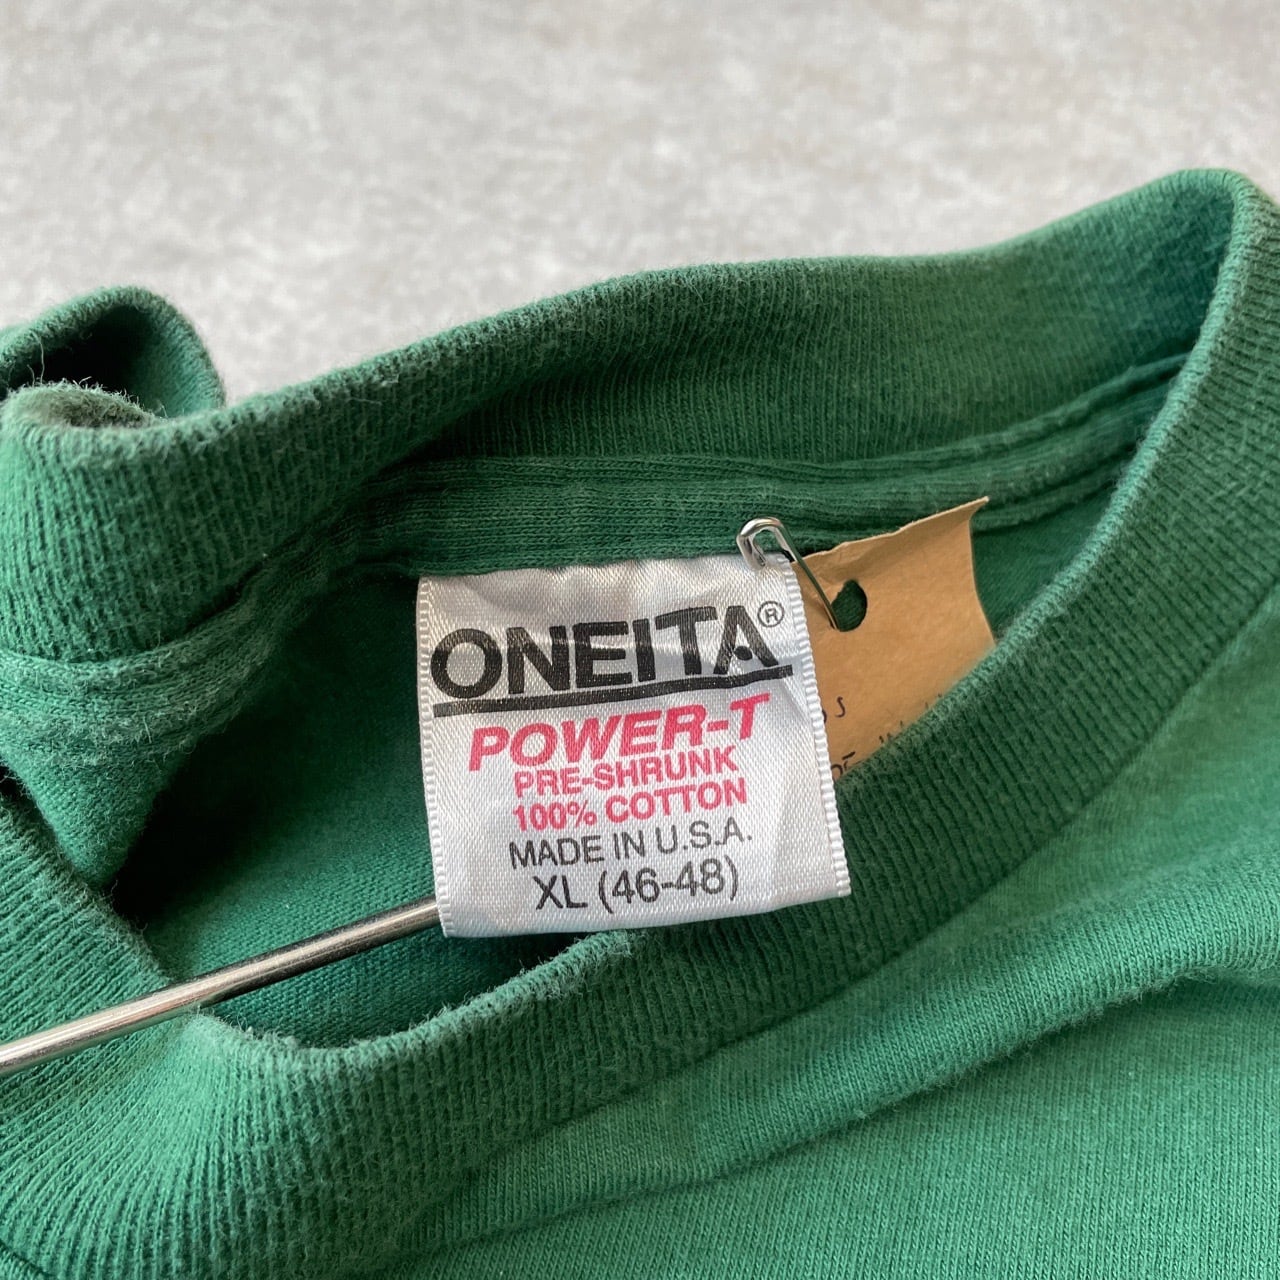 ONEITA®
POWER-T
PRE-SHRUNK
100% COTTON
MADE IN U.S.A.
XL (46-48)